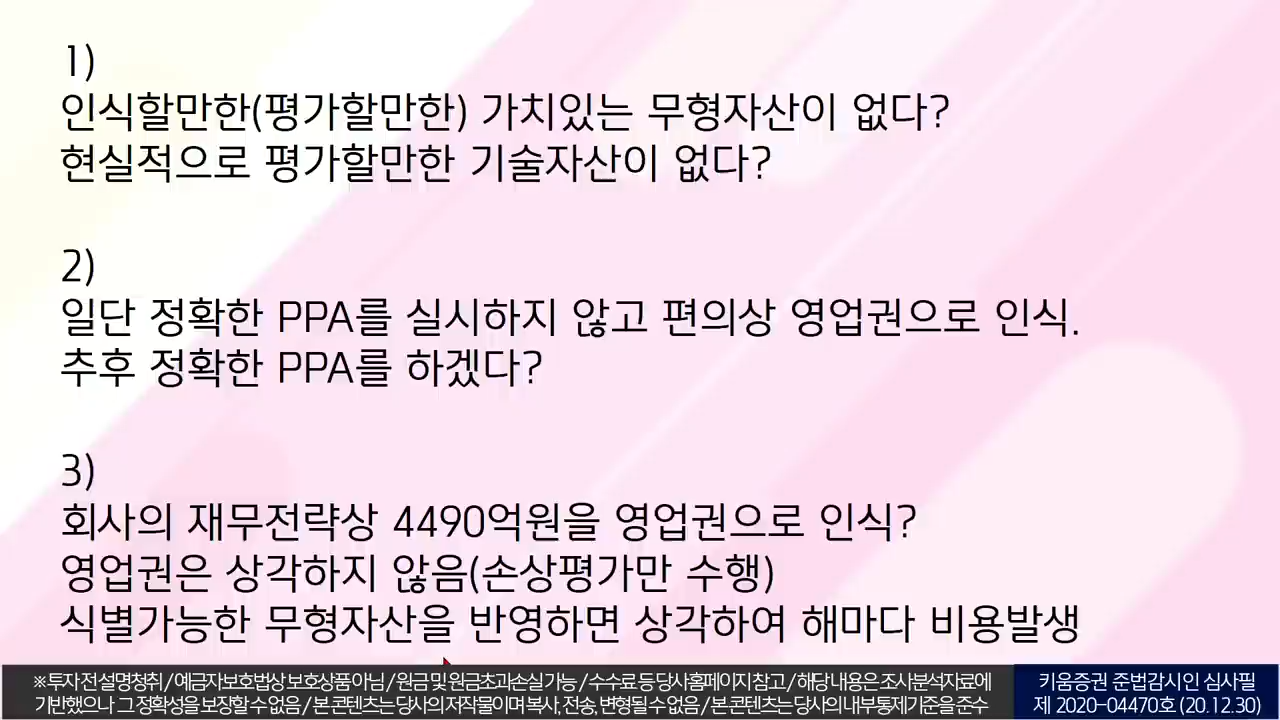 1)
인식할만한(평가할만한) 가치있는 무형자산이 없다?
현실적으로 평가할만한 기술자산이 없다?
2)
일단 정확한 PPA를 실시하지 않고 편의상 영업권으로 인식.
추후 정확한 PPA를 하겠다?
3)
회사의 재무전략상 4490억원을 영업권으로 인식?
영업권은 상각하지 않음(손상평가만 수행)
식별가능한 무형자산을 반영하면 상각하여 해마다 비용발생
※ 투자 전 설명청취 / 예금자보호법상 보호상품 아님 / 원금 및 원금초과손실 가능 / 수수료 등 당사홈페이지 참고 / 해당 내용은 조사분석자료에
기반했으나 그 정확성을 보장할 수 없음 / 본 콘텐츠는 당사의 저작물이며 복사, 전송, 변형될 수 없음 / 본 콘텐츠는 당사의 내부통제기준을 준수
키움증권 준법감시인 심사필
제 2020-04470호 (20.12.30)